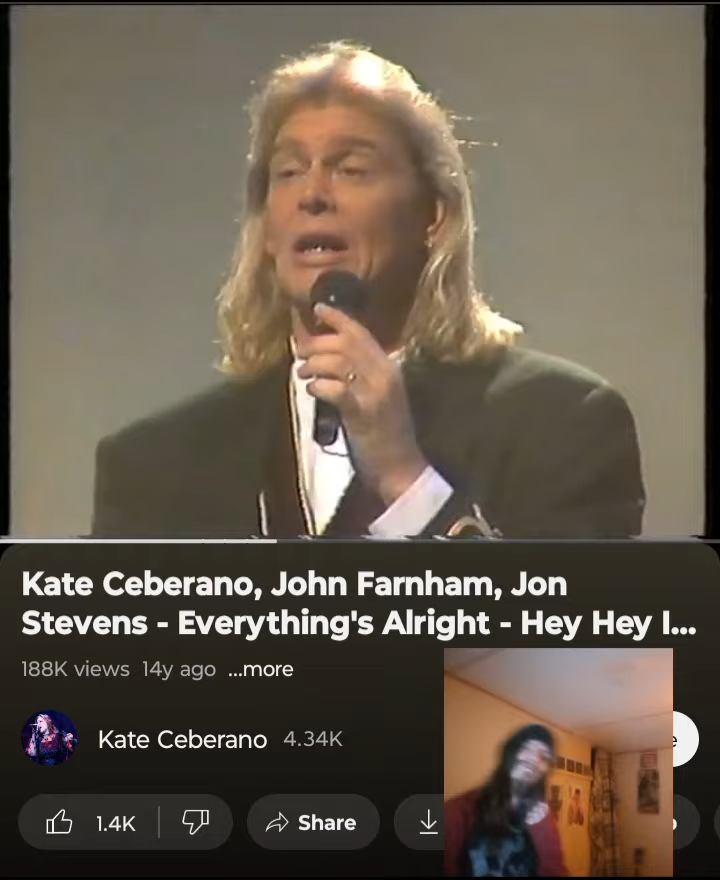 Kate Ceberano, John Farnham, Jon
Stevens - Everything's Alright - Hey Hey I...
188K views 14y ago ...more
Kate Ceberano 4.34K
1.4K Share